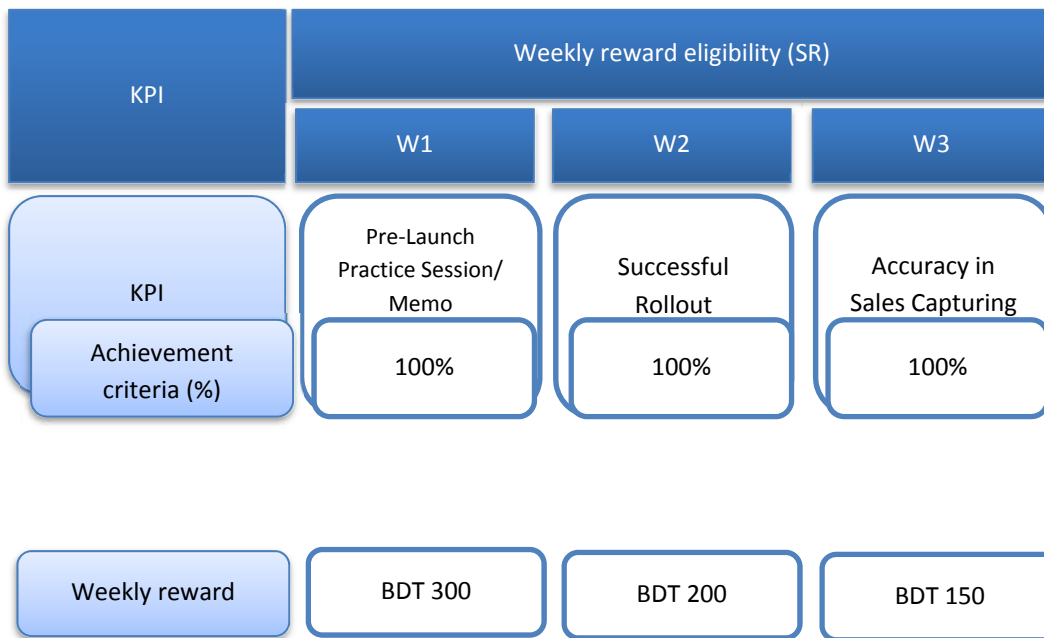 KPI
Weekly reward eligibility (SR)
W1
W2
W3
KPI
Pre-Launch
Practice Session/
Memo
Successful
Rollout
Accuracy in
Sales Capturing
Achievement
criteria (%)
100%
100%
100%
Weekly reward
BDT 300
BDT 200
BDT 150